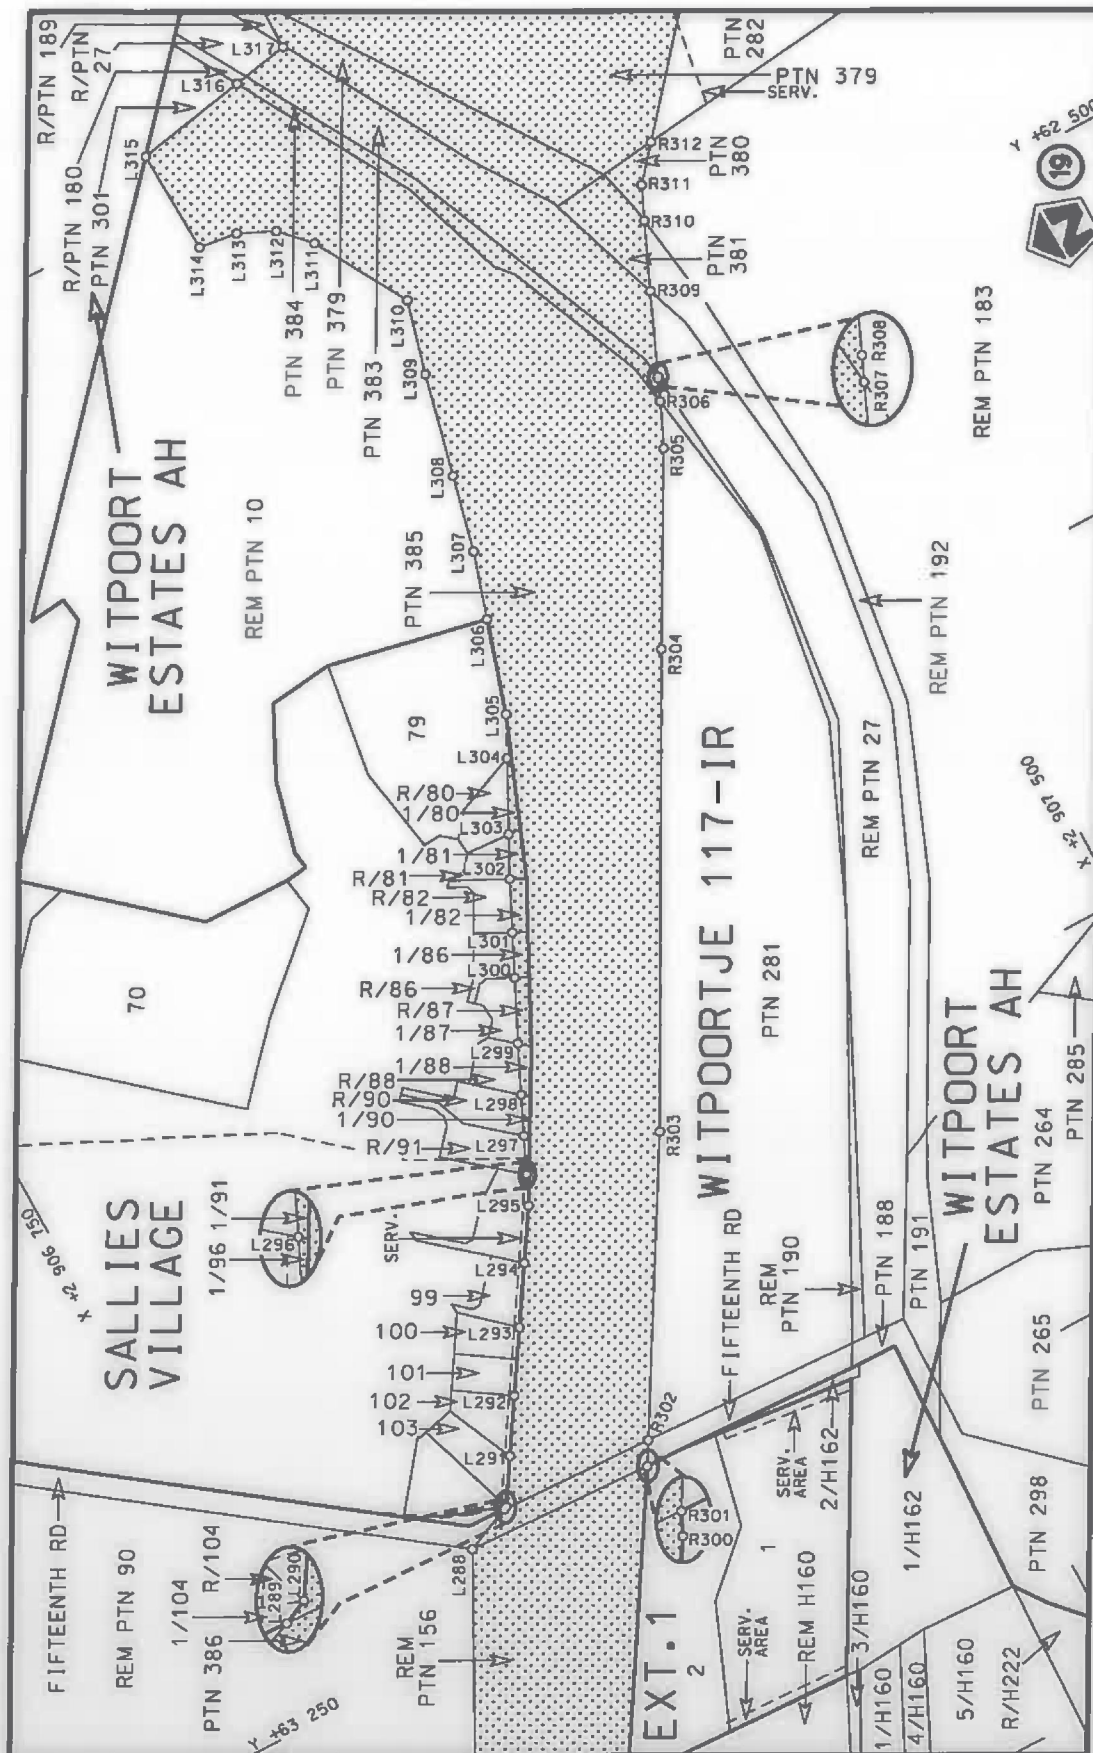 R/PTN 189
R/PTN
27
R/PTN 180
PTN 301
L317
L316
L315
L314
L313
L312
L311
L310
L309
L308
L307
L306
L305
L304
L303
L302
L301
L300
L299
L298
L297
L295
L294
L293
L292
L291
L288
PTN
282
PTN 379
SERV.
R312
PTN
380
R311
R310
PTN
381
R309
R306
R305
R304
R303
R302
Y +62 500
19
R307 R308
REM PTN 183
PTN 384
PTN 379
PTN 383
WITPOORT
ESTATES AH
REM PTN 10
PTN 385
79
R/80
1/80
1/81
R/81
R/82
1/82
1/86
R/86
R/87
1/87
1/88
R/88
R/90
1/90
R/91
70
REM PTN 192
REM PTN 27
WITPOORTJE 117-IR
PTN 281
X +2 907 500
WITPOORT
ESTATES AH
PTN 285
PTN 264
SALLIES
VILLAGE
X +2 906 750
1/96 1/91
L296
SERV.
99
100
101
102
103
FIFTEENTH RD
REM
PTN 190
PTN 188
PTN 191
PTN 265
FIFTEENTH RD
REM PTN 90
1/104
R/104
L289
L290
PTN 386
REM
PTN 156
Y +63 250
R301
R300
SERV.
AREA
2/H162
1/H162
PTN 298
EXT.1
2
1
SERV.
AREA
REM H160
3/H160
1/H160
4/H160
5/H160
R/H222